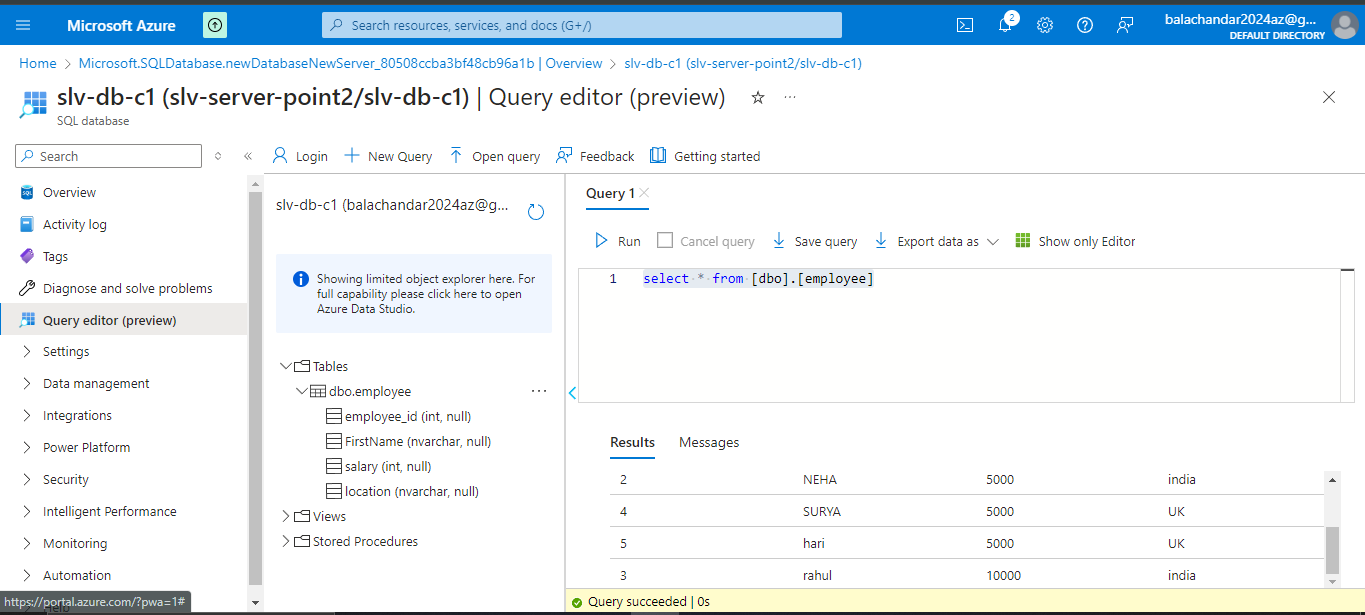 Microsoft Azure
Search resources, services, and docs (G+/)
2
balachandar2024az@g...
DEFAULT DIRECTORY
Home > Microsoft.SQLDatabase.newDatabaseNewServer_80508ccba3bf48cb96a1b | Overview > slv-db-c1 (slv-server-point2/slv-db-c1)
slv-db-c1 (slv-server-point2/slv-db-c1) | Query editor (preview)
SQL database
Search
Login
New Query
Open query
Feedback
Getting started
Overview
Activity log
Tags
Diagnose and solve problems
Query editor (preview)
Settings
Data management
Integrations
Power Platform
Security
Intelligent Performance
Monitoring
Automation
https://portal.azure.com/?pwa=1#
slv-db-c1 (balachandar2024az@g...
Showing limited object explorer here. For
full capability please click here to open
Azure Data Studio.
Tables
dbo.employee
employee_id (int, null)
FirstName (nvarchar, null)
salary (int, null)
location (nvarchar, null)
Views
Stored Procedures
Query 1
Run
Cancel query
Save query
Export data as
Show only Editor
1 select * from [dbo].[employee]
Results Messages
2 NEHA 5000 india
4 SURYA 5000 UK
5 hari 5000 UK
3 rahul 10000 india
Query succeeded | 0s